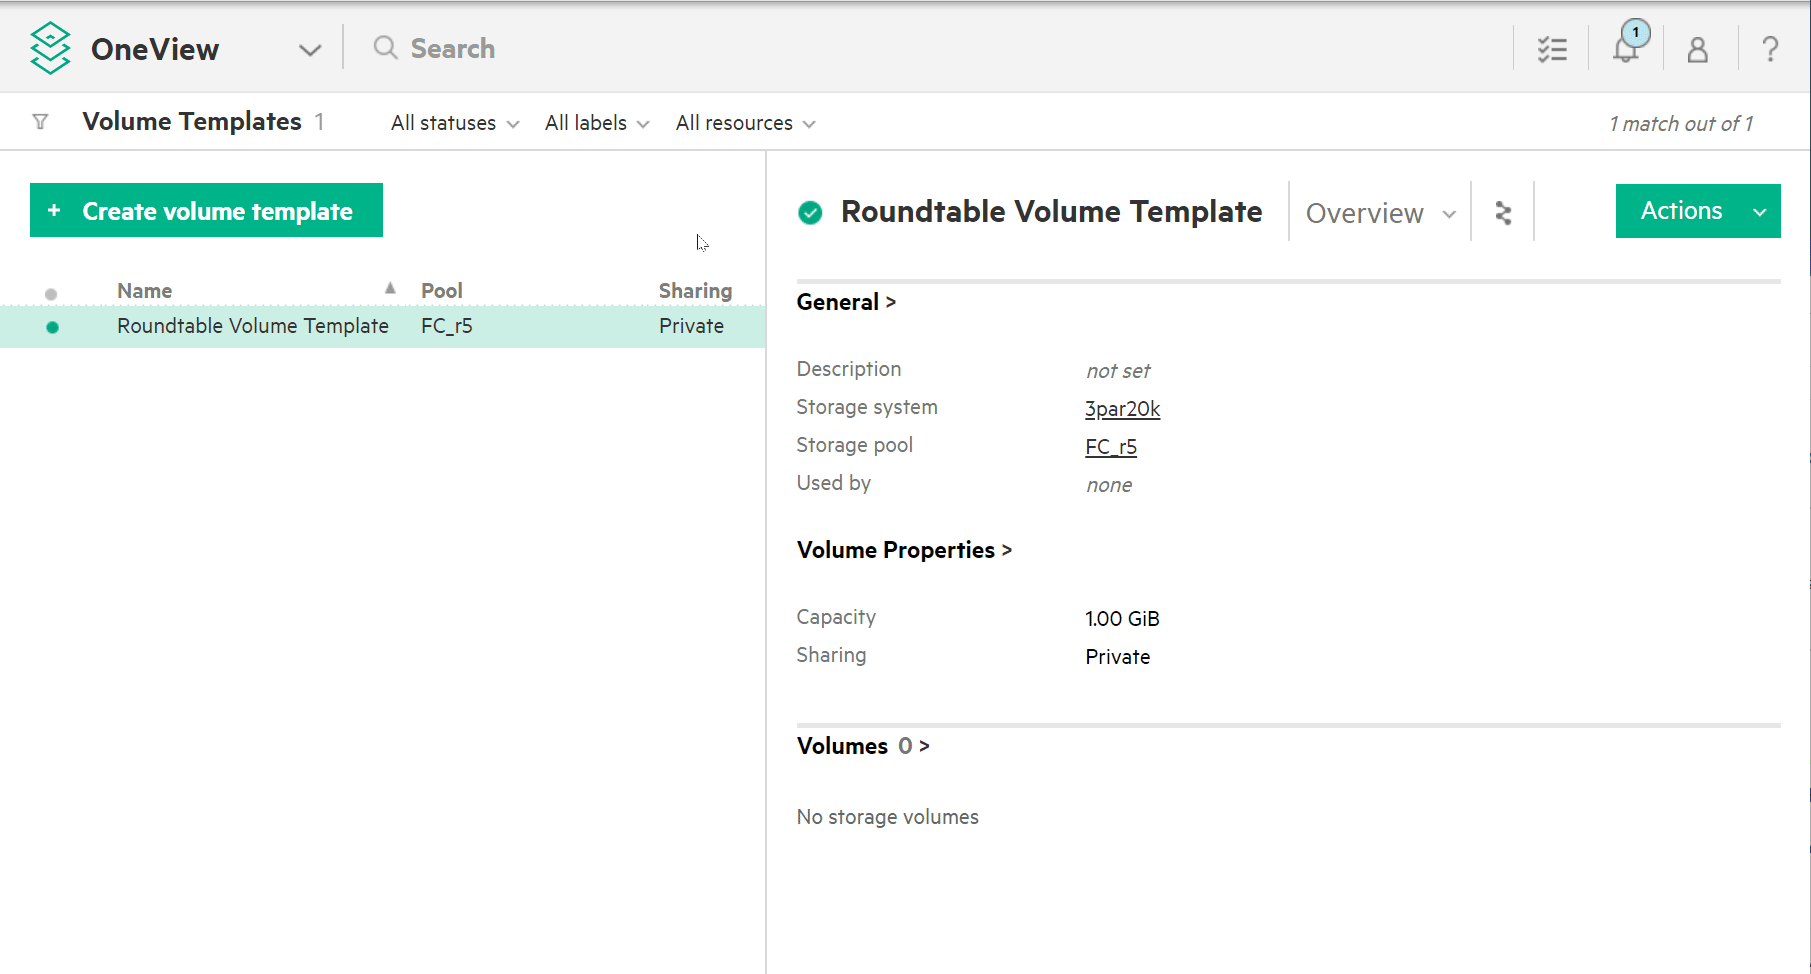 OneView
Search
1
?
Volume Templates 1
All statuses
All labels
All resources
1 match out of 1
+ Create volume template
Name Pool Sharing
Roundtable Volume Template FC_r5 Private
Roundtable Volume Template
Overview
Actions
General >
Description not set
Storage system 3par20k
Storage pool FC_r5
Used by none
Volume Properties >
Capacity 1.00 GiB
Sharing Private
Volumes 0 >
No storage volumes